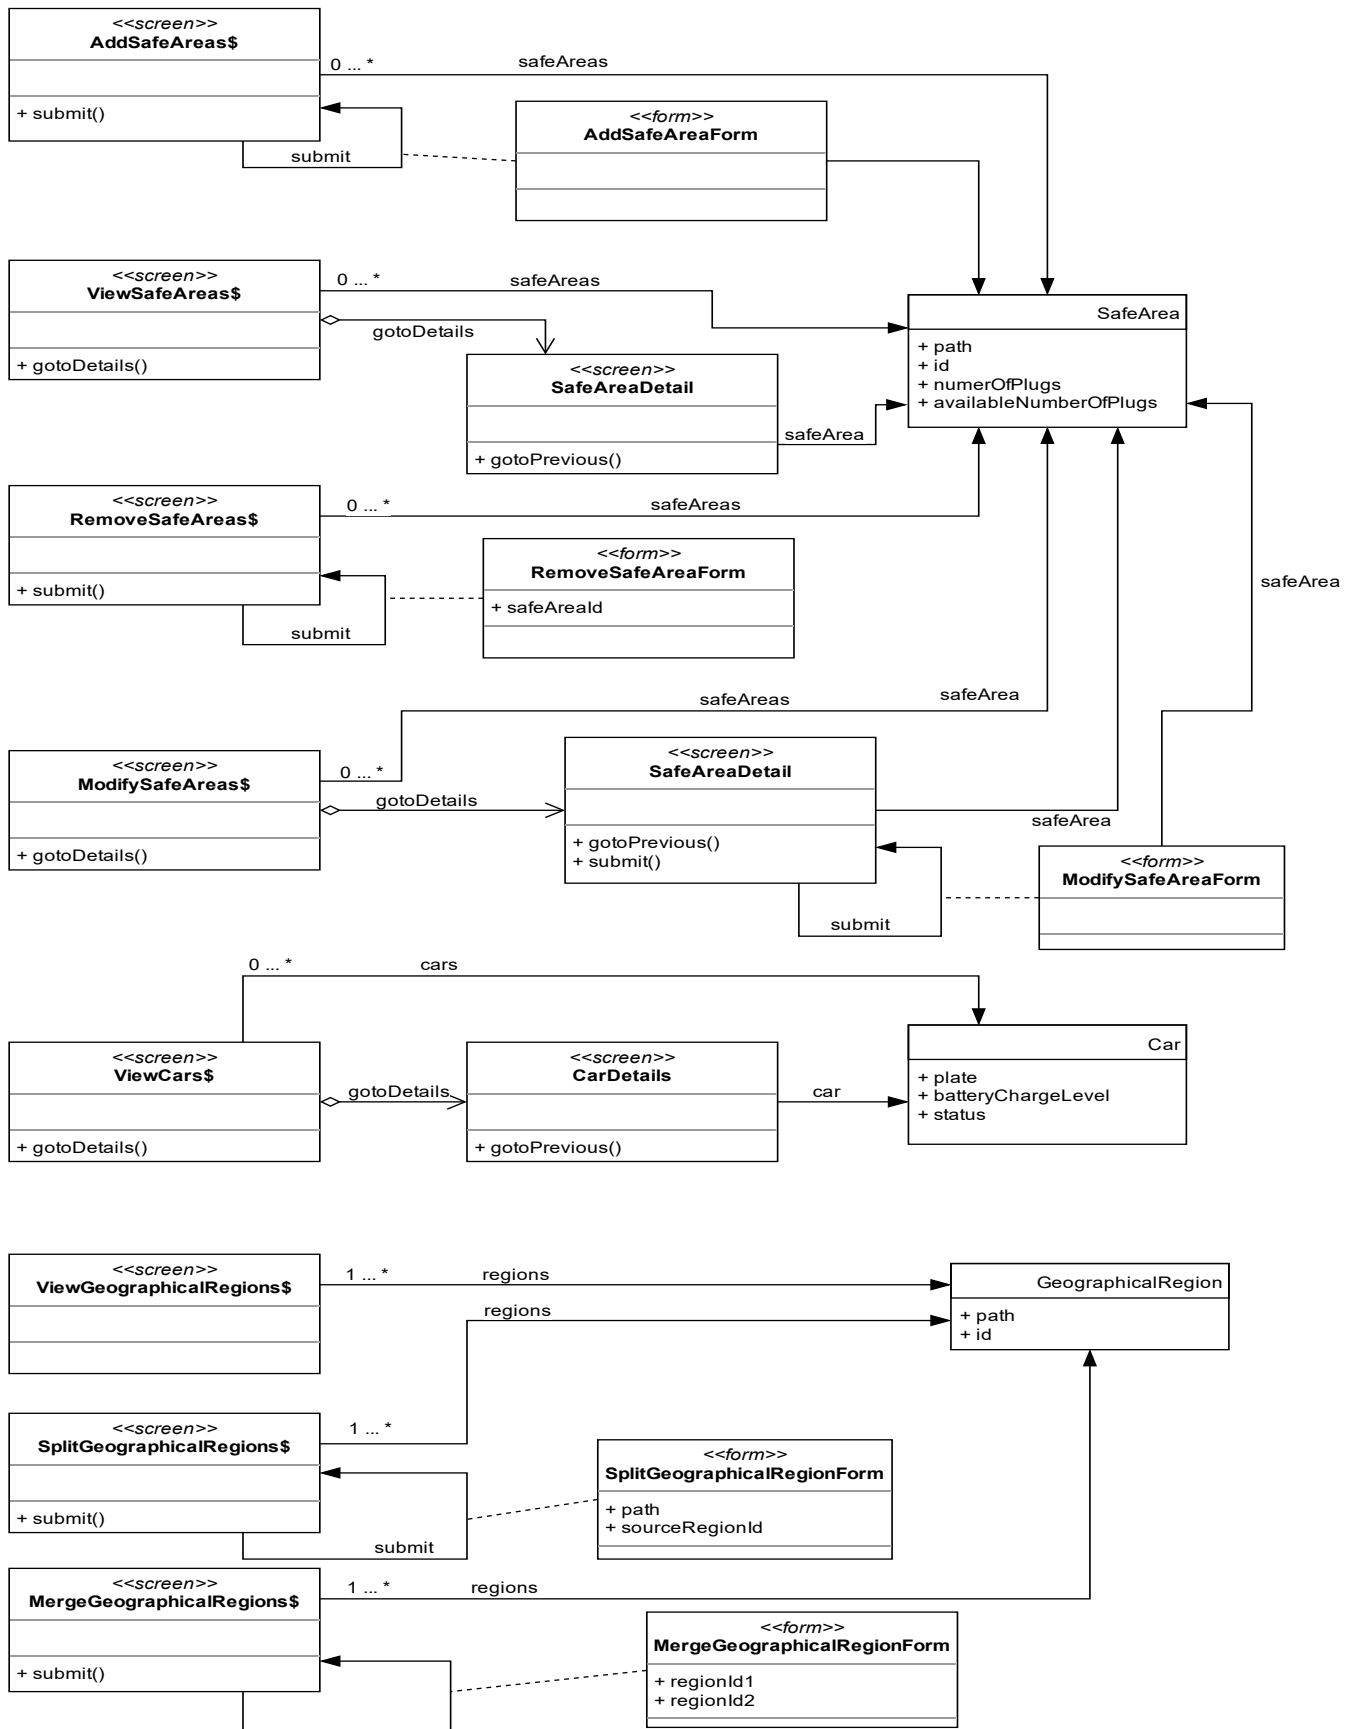 <<screen>>
AddSafeAreas$
+ submit()
0 ... *
safeAreas
submit
<<form>>
AddSafeAreaForm
<<screen>>
ViewSafeAreas$
+ gotoDetails()
0 ... *
safeAreas
gotoDetails
<<screen>>
SafeAreaDetail
+ gotoPrevious()
safeArea
SafeArea
+ path
+ id
+ numerOfPlugs
+ availableNumberOfPlugs
<<screen>>
RemoveSafeAreas$
+ submit()
0 ... *
safeAreas
submit
<<form>>
RemoveSafeAreaForm
+ safeAreaId
safeArea
safeAreas
safeArea
<<screen>>
ModifySafeAreas$
+ gotoDetails()
0 ... *
gotoDetails
<<screen>>
SafeAreaDetail
+ gotoPrevious()
+ submit()
safeArea
submit
<<form>>
ModifySafeAreaForm
0 ... *
cars
<<screen>>
ViewCars$
+ gotoDetails()
gotoDetails
<<screen>>
CarDetails
+ gotoPrevious()
car
Car
+ plate
+ batteryChargeLevel
+ status
<<screen>>
ViewGeographicalRegions$
1 ... *
regions
regions
GeographicalRegion
+ path
+ id
<<screen>>
SplitGeographicalRegions$
+ submit()
1 ... *
submit
<<form>>
SplitGeographicalRegionForm
+ path
+ sourceRegionId
<<screen>>
MergeGeographicalRegions$
+ submit()
1 ... *
regions
<<form>>
MergeGeographicalRegionForm
+ regionId1
+ regionId2